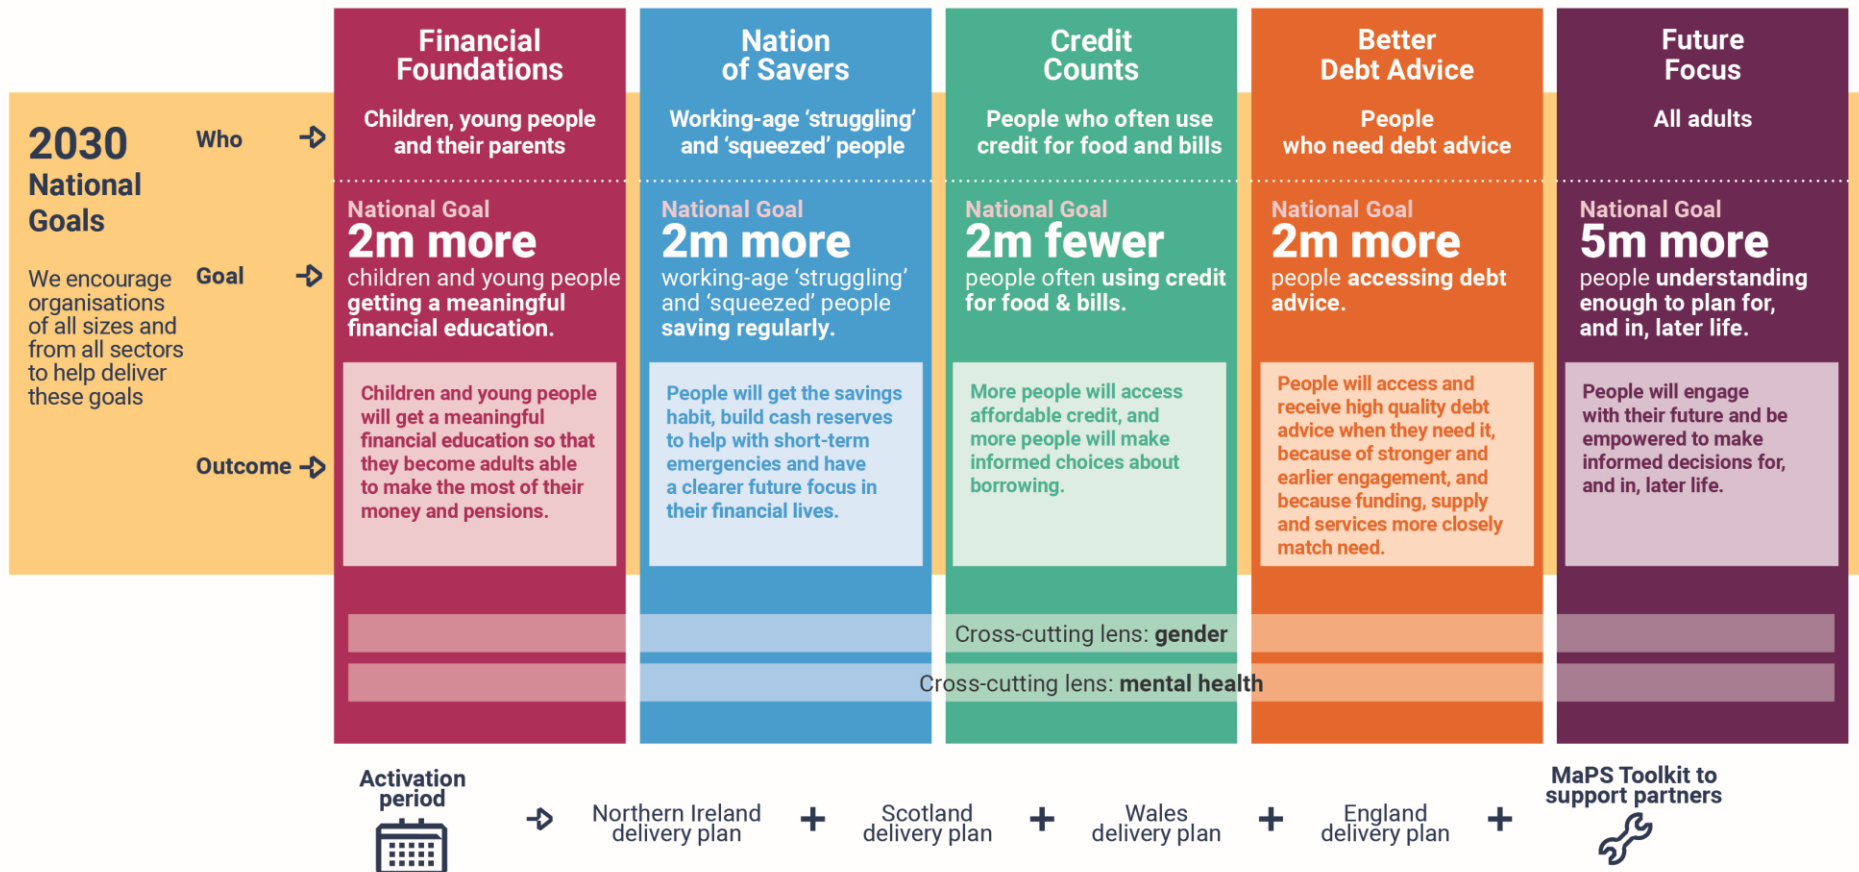 2030
National
Goals
We encourage
organisations
of all sizes and
from all sectors
to help deliver
these goals
Who
Goal
Outcome
Financial
Foundations
Children, young people
and their parents
National Goal
2m more
children and young people
getting a meaningful
financial education.
Children and young people
will get a meaningful
financial education so that
they become adults able
to make the most of their
money and pensions.
Nation
of Savers
Working-age ‘struggling’
and ‘squeezed’ people
National Goal
2m more
working-age ‘struggling’
and ‘squeezed’ people
saving regularly.
People will get the savings
habit, build cash reserves
to help with short-term
emergencies and have
a clearer future focus in
their financial lives.
Credit
Counts
People who often use
credit for food and bills
National Goal
2m fewer
people often using credit
for food & bills.
More people will access
affordable credit, and
more people will make
informed choices about
borrowing.
Better
Debt Advice
People
who need debt advice
National Goal
2m more
people accessing debt
advice.
People will access and
receive high quality debt
advice when they need it,
because of stronger and
earlier engagement, and
because funding, supply
and services more closely
match need.
Future
Focus
All adults
National Goal
5m more
people understanding
enough to plan for,
and in, later life.
People will engage
with their future and be
empowered to make
informed decisions for,
and in, later life.
Cross-cutting lens: gender
Cross-cutting lens: mental health
Activation
period
Northern Ireland
delivery plan
+
Scotland
delivery plan
+
Wales
delivery plan
+
England
delivery plan
+
MaPS Toolkit to
support partners